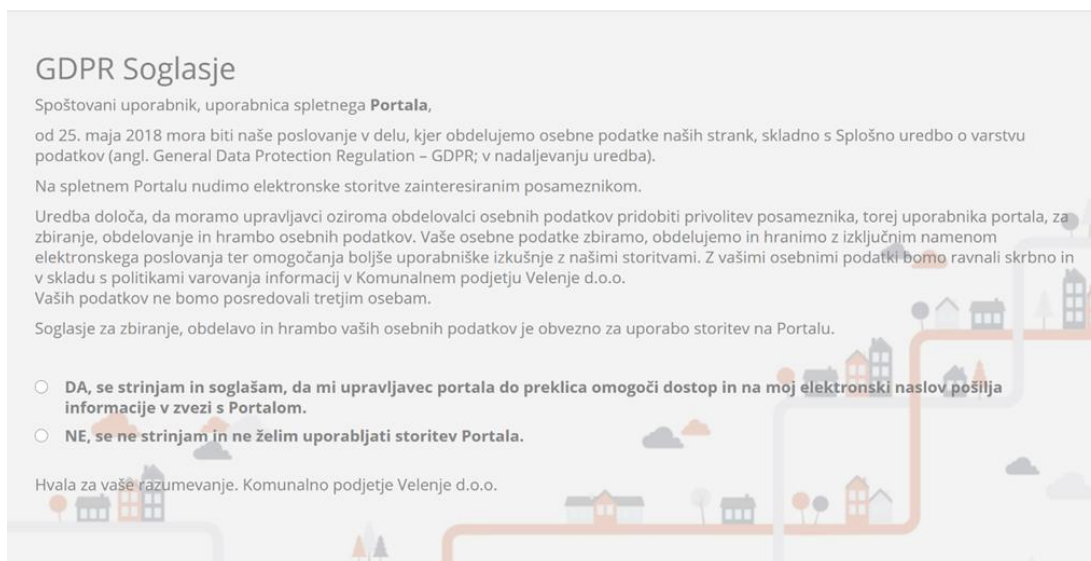 GDPR Soglasje
Spoštovani uporabnik, uporabnica spletnega Portala,
od 25. maja 2018 mora biti naše poslovanje v delu, kjer obdelujemo osebne podatke naših strank, skladno s Splošno uredbo o varstvu
podatkov (angl. General Data Protection Regulation – GDPR; v nadaljevanju uredba).
Na spletnem Portalu nudimo elektronske storitve zainteresiranim posameznikom.
Uredba določa, da moramo upravljavci oziroma obdelovalci osebnih podatkov pridobiti privolitev posameznika, torej uporabnika portala, za
zbiranje, obdelovanje in hrambo osebnih podatkov. Vaše osebne podatke zbiramo, obdelujemo in hranimo z izključnim namenom
elektronskega poslovanja ter omogočanja boljše uporabniške izkušnje z našimi storitvami. Z vašimi osebnimi podatki bomo ravnali skrbno in
v skladu s politikami varovanja informacij v Komunalnem podjetju Velenje d.o.o.
Vaših podatkov ne bomo posredovali tretjim osebam.
Soglasje za zbiranje, obdelavo in hrambo vaših osebnih podatkov je obvezno za uporabo storitev na Portalu.
DA, se strinjam in soglašam, da mi upravljavec portala do preklica omogoči dostop in na moj elektronski naslov pošilja
informacije v zvezi s Portalom.
NE, se ne strinjam in ne želim uporabljati storitev Portala.
Hvala za vaše razumevanje. Komunalno podjetje Velenje d.o.o.